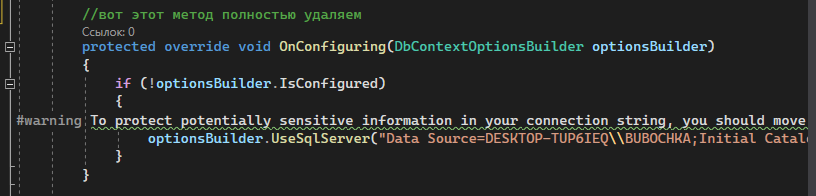 //вот этот метод полностью удаляем
Ссылок: 0
protected override void OnConfiguring(DbContextOptionsBuilder optionsBuilder)
{
if (!optionsBuilder.IsConfigured)
{
#warning To protect potentially sensitive information in your connection string, you should move
optionsBuilder.UseSqlServer("Data Source=DESKTOP-TUP6IEQ\\BUBOCHKA;Initial Catal
}
}